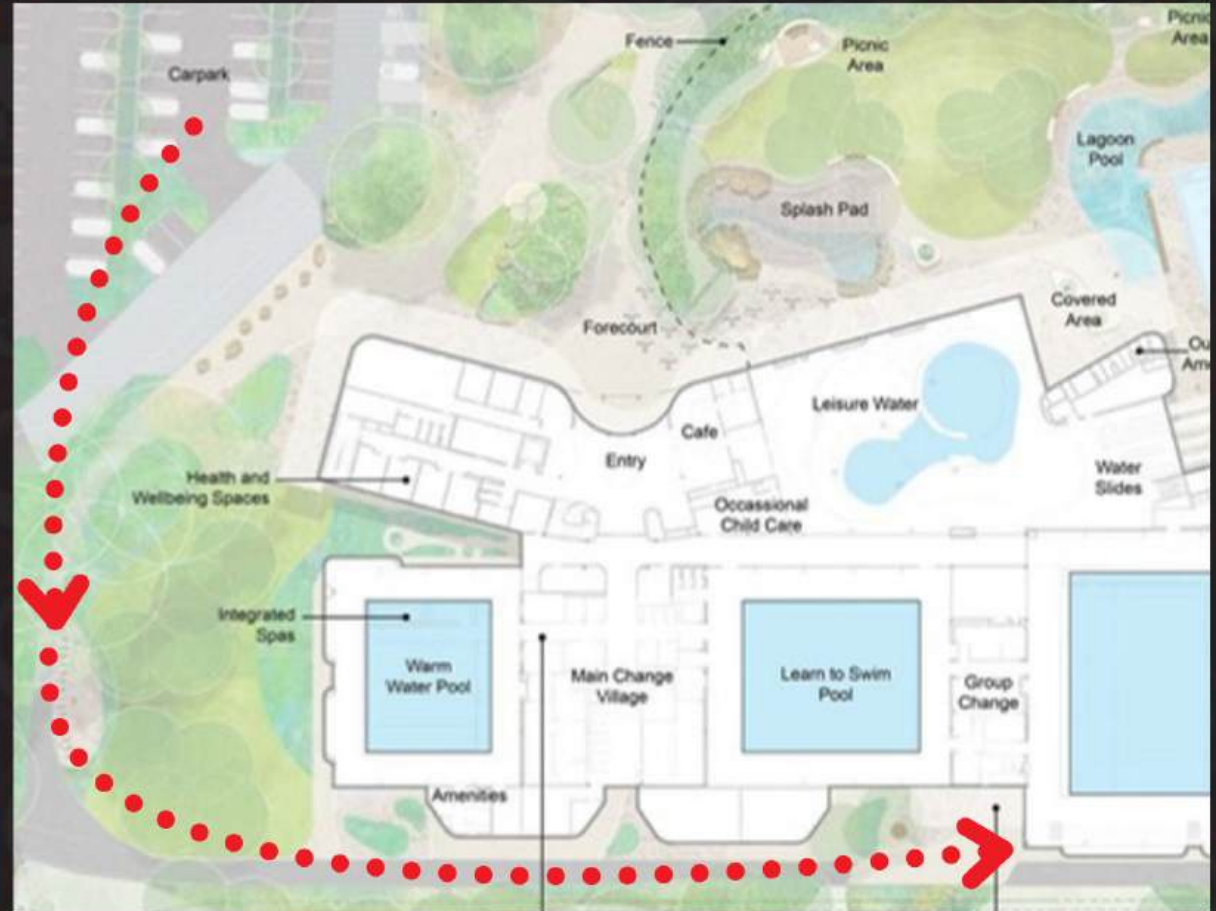 Carpark
Fence
Picnic
Area
Picnic
Area
Lagoon
Pool
Splash Pad
Forecourt
Covered
Area
Leisure Water
Cafe
Entry
Health and
Wellbeing Spaces
Occassional
Child Care
Water
Slides
Integrated
Spas
Warm
Water Pool
Main Change
Village
Learn to Swim
Pool
Group
Change
Amenities